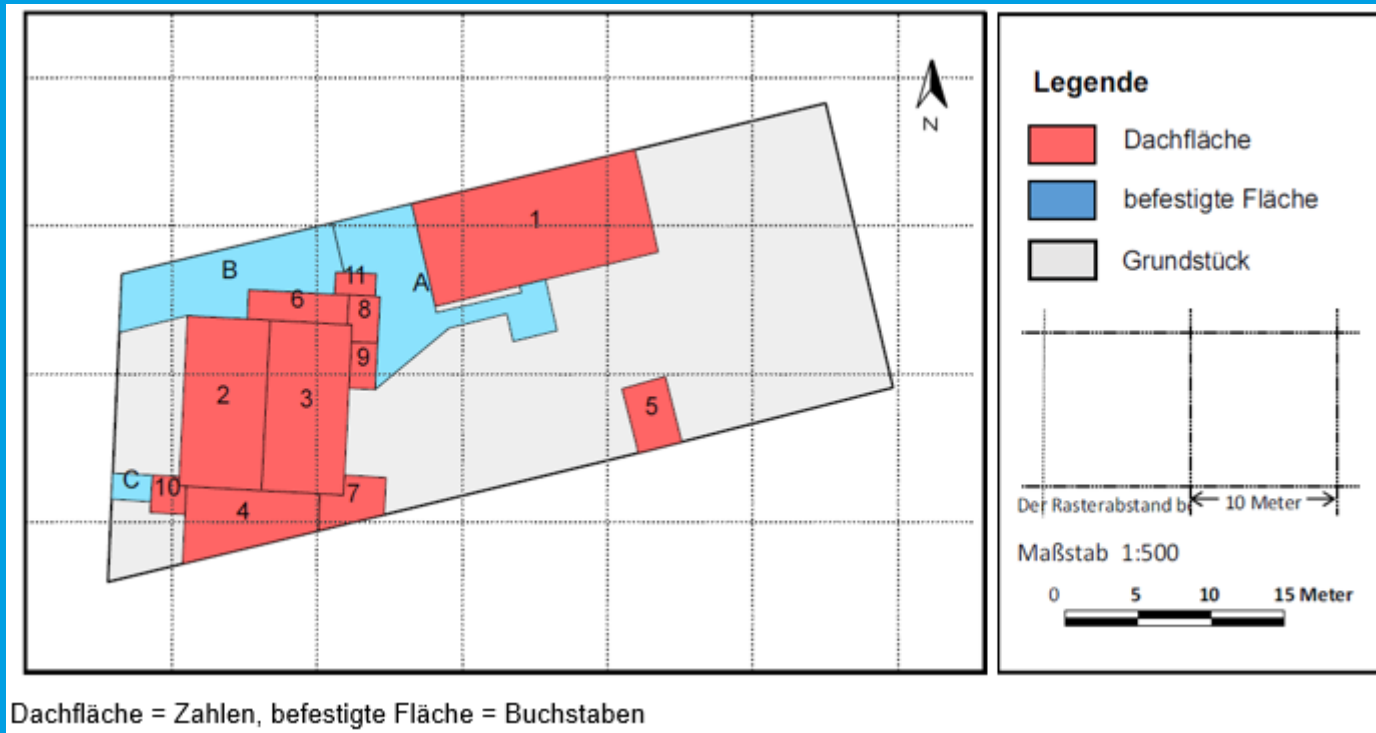 Legende
Dachfläche
befestigte Fläche
Grundstück
Der Rasterabstand b
10 Meter
Maßstab 1:500
0 5 10 15 Meter
N
1
B
A
11
6
8
9
2
3
5
C
10
7
4
Dachfläche = Zahlen, befestigte Fläche = Buchstaben